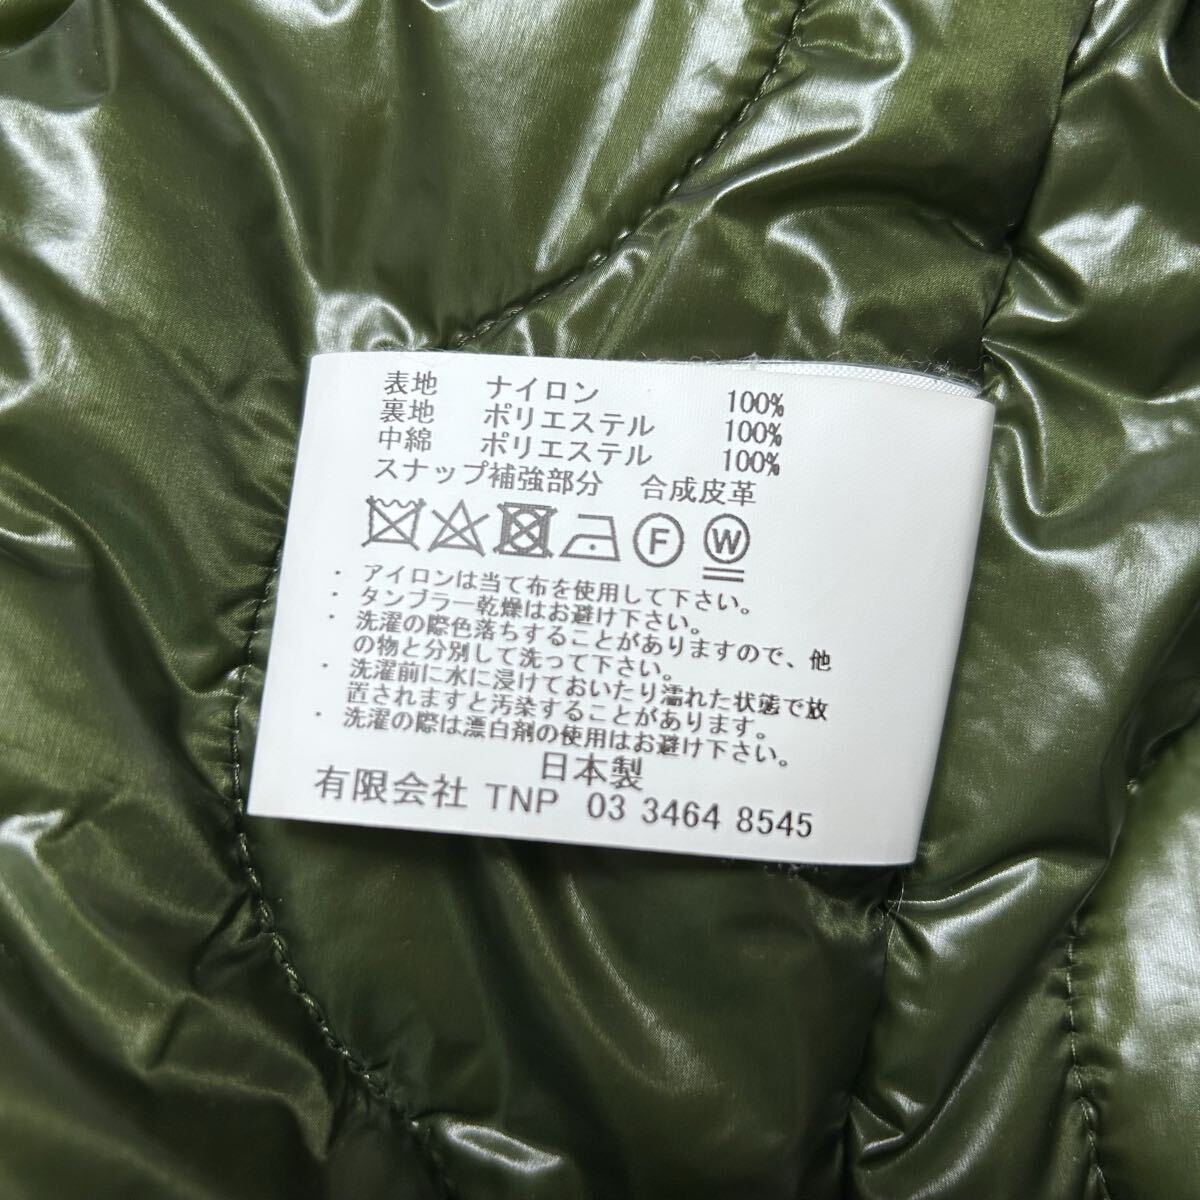 表地 ナイロン 100%
裏地 ポリエステル 100%
中綿 ポリエステル 100%
スナップ補強部分 合成皮革
F W
・アイロンは当て布を使用して下さい。
・タンブラー乾燥はお避け下さい。
・洗濯の際色落ちすることがありますので、他
の物と分別して洗って下さい。
・洗濯前に水に浸けておいたり濡れた状態で放
置されますと汚染することがあります。
・洗濯の際は漂白剤の使用はお避け下さい。
日本製
有限会社 TNP 03 3464 8545